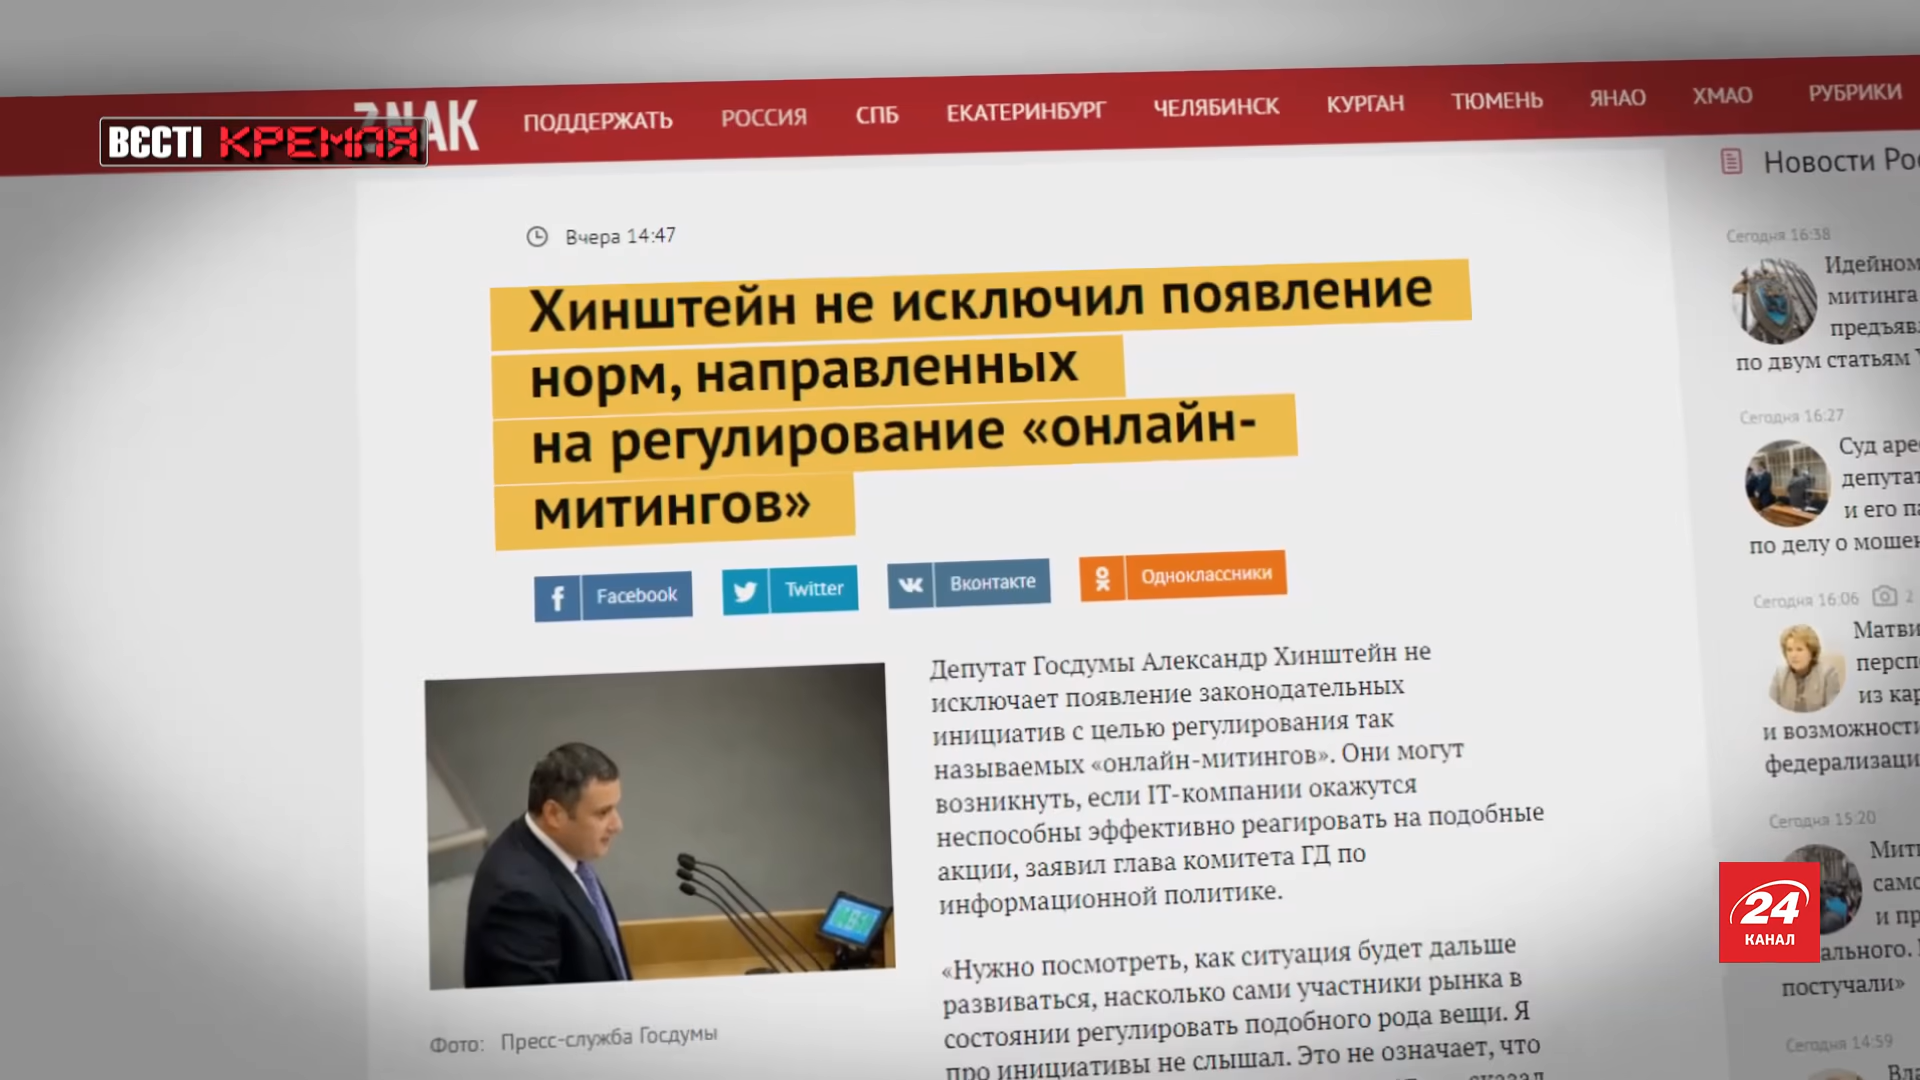 ZNAK ПОДДЕРЖАТЬ РОССИЯ СПБ ЕКАТЕРИНБУРГ ЧЕЛЯБИНСК КУРГАН ТЮМЕНЬ ЯНАО ХМАО РУБРИКИ
ВЄСТІ КРЕМЛЯ
Вчера 14:47
Хинштейн не исключил появление
норм, направленных
на регулирование «онлайн-
митингов»
Facebook Twitter Вконтакте Одноклассники
Депутат Госдумы Александр Хинштейн не
исключает появление законодательных
инициатив с целью регулирования так
называемых «онлайн-митингов». Они могут
возникнуть, если IT-компании окажутся
неспособны эффективно реагировать на подобные
акции, заявил глава комитета ГД по
информационной политике.
«Нужно посмотреть, как ситуация будет дальше
развиваться, насколько сами участники рынка в
состоянии регулировать подобного рода вещи. Я
про инициативы не слышал. Это не означает, что
Фото: Пресс-служба Госдумы
Новости
Сегодня 16:38
митинга
по двум статьям
Сегодня 16:27
Суд
и его
по делу о
Сегодня 16:06 2
из
и возможности
Сегодня 15:20
и
постучали»
Сегодня 14:59
24
КАНАЛ